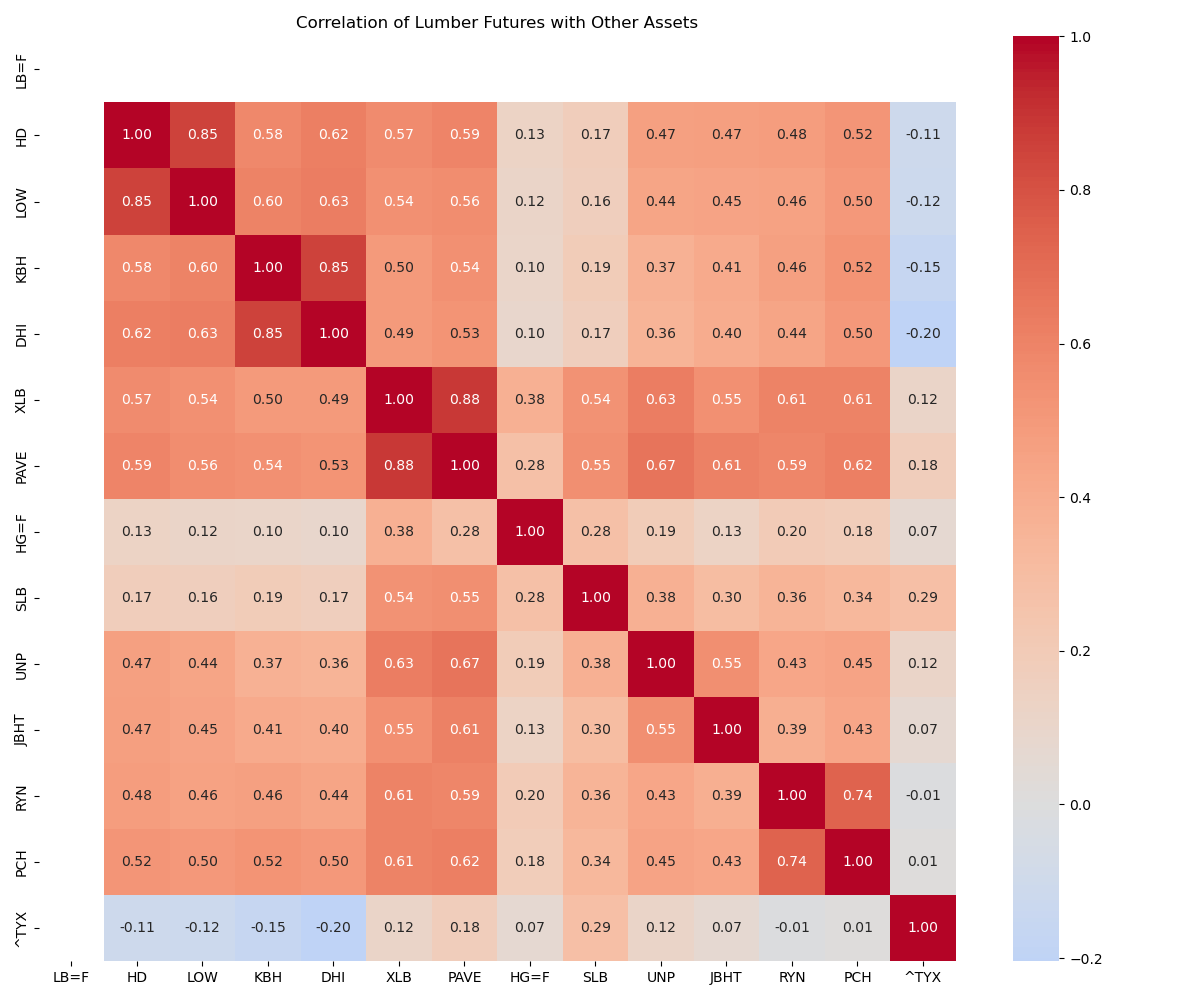 Correlation of Lumber Futures with Other Assets
LB=F
HD 1.00 0.85 0.58 0.62 0.57 0.59 0.13 0.17 0.47 0.47 0.48 0.52 -0.11
LOW 0.85 1.00 0.60 0.63 0.54 0.56 0.12 0.16 0.44 0.45 0.46 0.50 -0.12
KBH 0.58 0.60 1.00 0.85 0.50 0.54 0.10 0.19 0.37 0.41 0.46 0.52 -0.15
DHI 0.62 0.63 0.85 1.00 0.49 0.53 0.10 0.17 0.36 0.40 0.44 0.50 -0.20
XLB 0.57 0.54 0.50 0.49 1.00 0.88 0.38 0.54 0.63 0.55 0.61 0.61 0.12
PAVE 0.59 0.56 0.54 0.53 0.88 1.00 0.28 0.55 0.67 0.61 0.59 0.62 0.18
HG=F 0.13 0.12 0.10 0.10 0.38 0.28 1.00 0.28 0.19 0.13 0.20 0.18 0.07
SLB 0.17 0.16 0.19 0.17 0.54 0.55 0.28 1.00 0.38 0.30 0.36 0.34 0.29
UNP 0.47 0.44 0.37 0.36 0.63 0.67 0.19 0.38 1.00 0.55 0.43 0.45 0.12
JBHT 0.47 0.45 0.41 0.40 0.55 0.61 0.13 0.30 0.55 1.00 0.39 0.43 0.07
RYN 0.48 0.46 0.46 0.44 0.61 0.59 0.20 0.36 0.43 0.39 1.00 0.74 -0.01
PCH 0.52 0.50 0.52 0.50 0.61 0.62 0.18 0.34 0.45 0.43 0.74 1.00 0.01
^TYX -0.11 -0.12 -0.15 -0.20 0.12 0.18 0.07 0.29 0.12 0.07 -0.01 0.01 1.00
LB=F HD LOW KBH DHI XLB PAVE HG=F SLB UNP JBHT RYN PCH ^TYX
1.0
0.8
0.6
0.4
0.2
0.0
−0.2